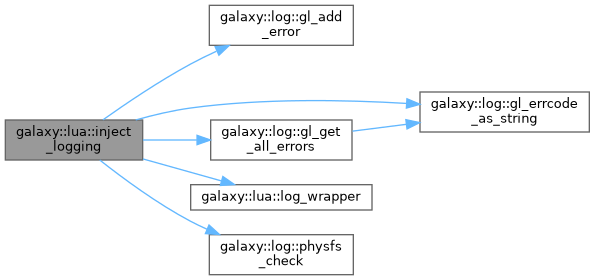 galaxy::lua::inject
_logging
galaxy::log::gl_add
_error
galaxy::log::gl_errcode
_as_string
galaxy::log::gl_get
_all_errors
galaxy::lua::log_wrapper
galaxy::log::physfs
_check